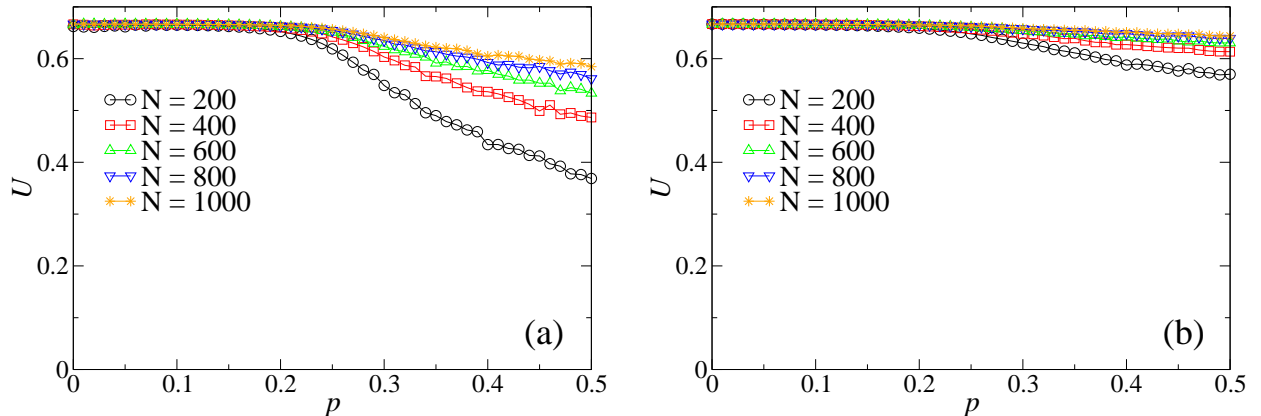 U
0.6
0.4
0.2
0
N = 200
N = 400
N = 600
N = 800
N = 1000
(a)
0 0.1 0.2 0.3 0.4 0.5
p
U
0.6
0.4
0.2
0
N = 200
N = 400
N = 600
N = 800
N = 1000
(b)
0 0.1 0.2 0.3 0.4 0.5
p